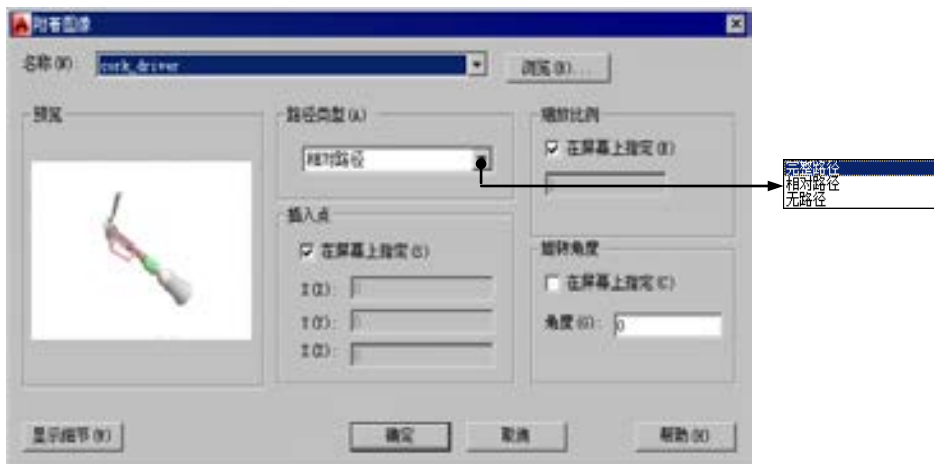 附着图像
名称(N) cork_driver 浏览(B)...
预览
路径类型(A)
相对路径
完整路径
相对路径
无路径
插入点
在屏幕上指定(S)
缩放比例
在屏幕上指定(E)
旋转角度
在屏幕上指定(C)
角度(G): 0
显示细节
确定
取消
帮助(H)